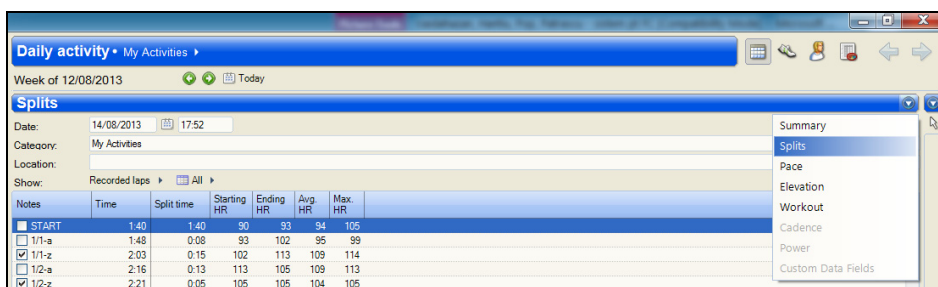 Daily activity • My Activities ▸
Week of 12/08/2013 Today
Splits
Date: 14/08/2013 17:52
Category: My Activities
Location:
Show: Recorded laps ▸ All ▸
Notes Time Split time Starting HR Ending HR Avg. HR Max. HR
START 1:40 1:40 90 93 94 105
1/1-a 1:48 0:08 93 102 95 99
1/1-z 2:03 0:15 102 113 109 114
1/2-a 2:16 0:13 113 105 109 113
1/2-z 2:21 0:05 105 105 104 105
Summary
Splits
Pace
Elevation
Workout
Cadence
Power
Custom Data Fields